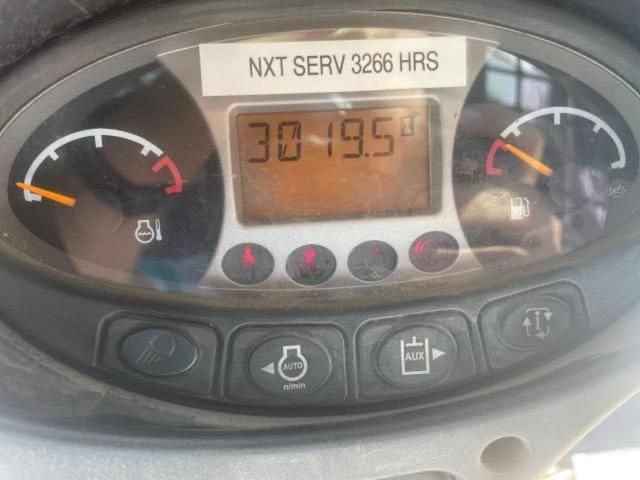 NXT SERV 3266 HRS
3019.5
AUTO
n/min
AUX
i